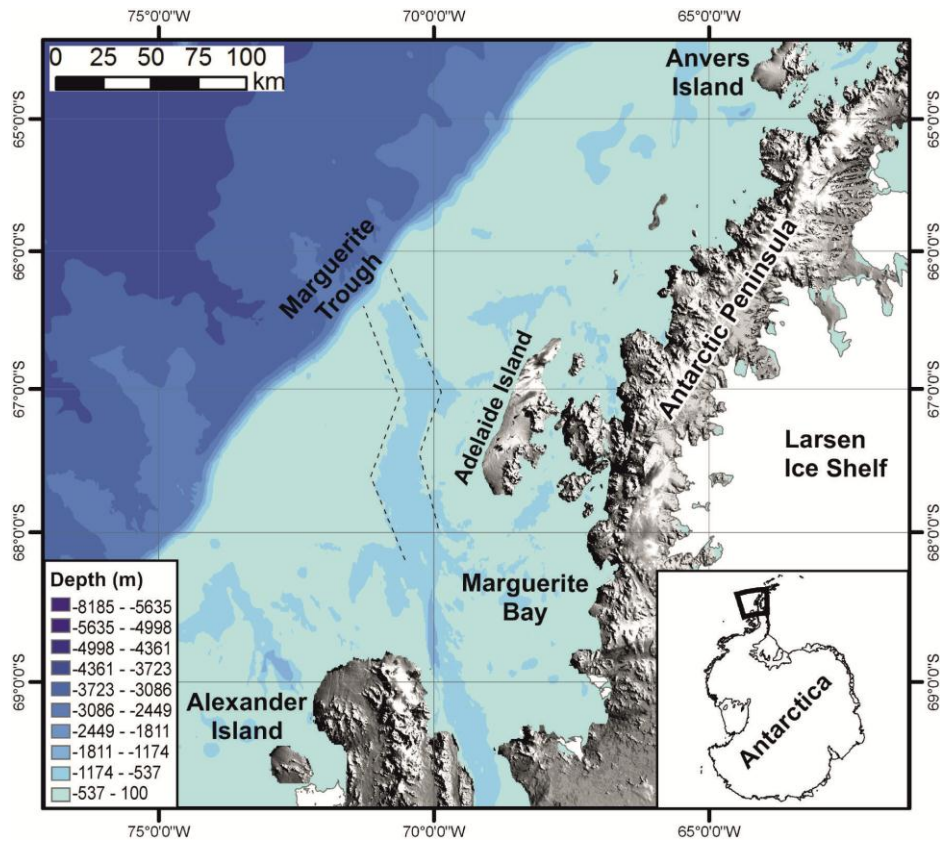 75°0'0"W
70°0'0"W
65°0'0"W
0 25 50 75 100
km
Anvers
Island
65°0'0"S
65°0'0"S
66°0'0"S
66°0'0"S
Marguerite
Trough
Antarctic Peninsula
67°0'0"S
67°0'0"S
Adelaide Island
Larsen
Ice Shelf
68°0'0"S
68°0'0"S
Marguerite
Bay
69°0'0"S
69°0'0"S
Alexander
Island
Depth (m)
-8185 - -5635
-5635 - -4998
-4998 - -4361
-4361 - -3723
-3723 - -3086
-3086 - -2449
-2449 - -1811
-1811 - -1174
-1174 - -537
-537 - 100
Antarctica
75°0'0"W
70°0'0"W
65°0'0"W